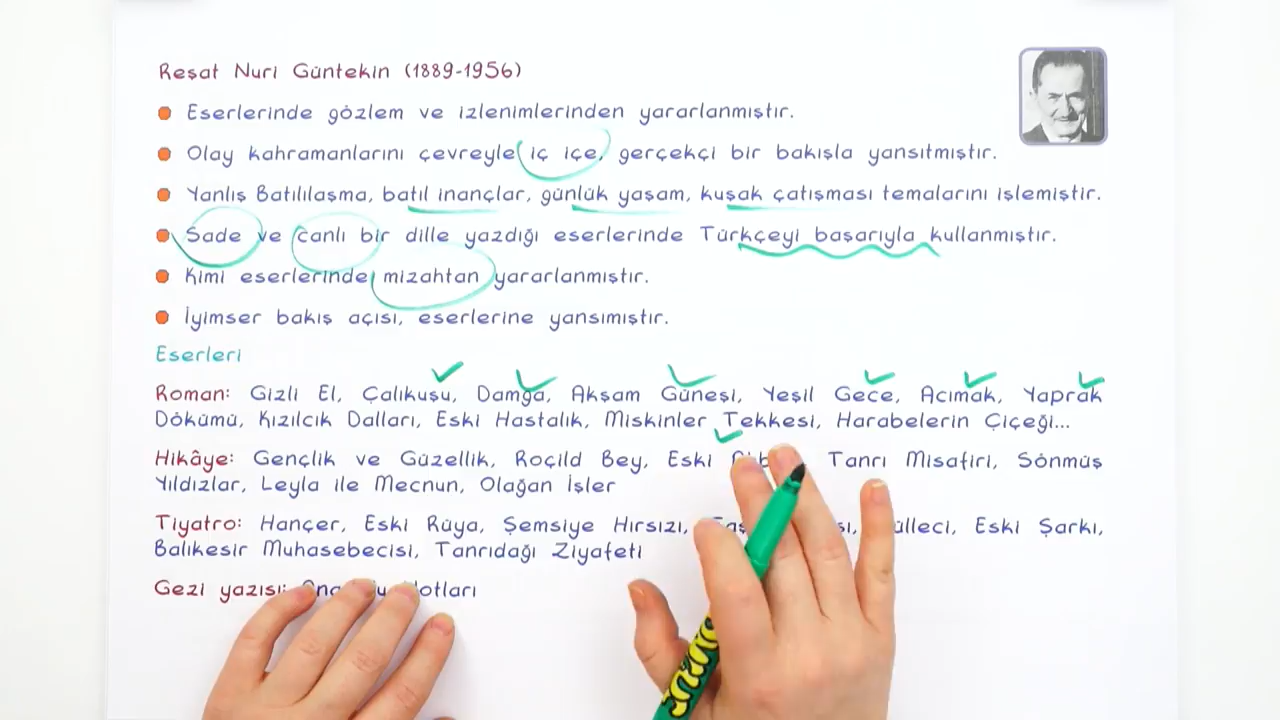 Reşat Nuri Güntekin (1889-1956)
Eserlerinde gözlem ve izlenimlerinden yararlanmıştır.
Olay kahramanlarını çevreyle iç içe, gerçekçi bir bakışla yansıtmıştır.
Yanlış Batılılaşma, batıl inançlar, günlük yaşam, kuşak çatışması temalarını işlemiştir.
Sade ve canlı bir dille yazdığı eserlerinde Türkçeyi başarıyla kullanmıştır.
Kimi eserlerinde mizahtan yararlanmıştır.
İyimser bakış açısı, eserlerine yansımıştır.
Eserleri
Roman: Gizli El, Çalıkuşu, Damga, Akşam Güneşi, Yeşil Gece, Acımak, Yaprak
Dökümü, Kızılcık Dalları, Eski Hastalık, Miskinler Tekkesi, Harabelerin Çiçeği...
Hikâye: Gençlik ve Güzellik, Roçild Bey, Eski Tanrı Misafiri, Sönmüş
Yıldızlar, Leyla ile Mecnun, Olağan İşler
Tiyatro: Hançer, Eski Rüya, Şemsiye Hırsızı, Eski Şarkı,
Balıkesir Muhasebecisi, Tanrıdağı Ziyafeti
Gezi yazısı: